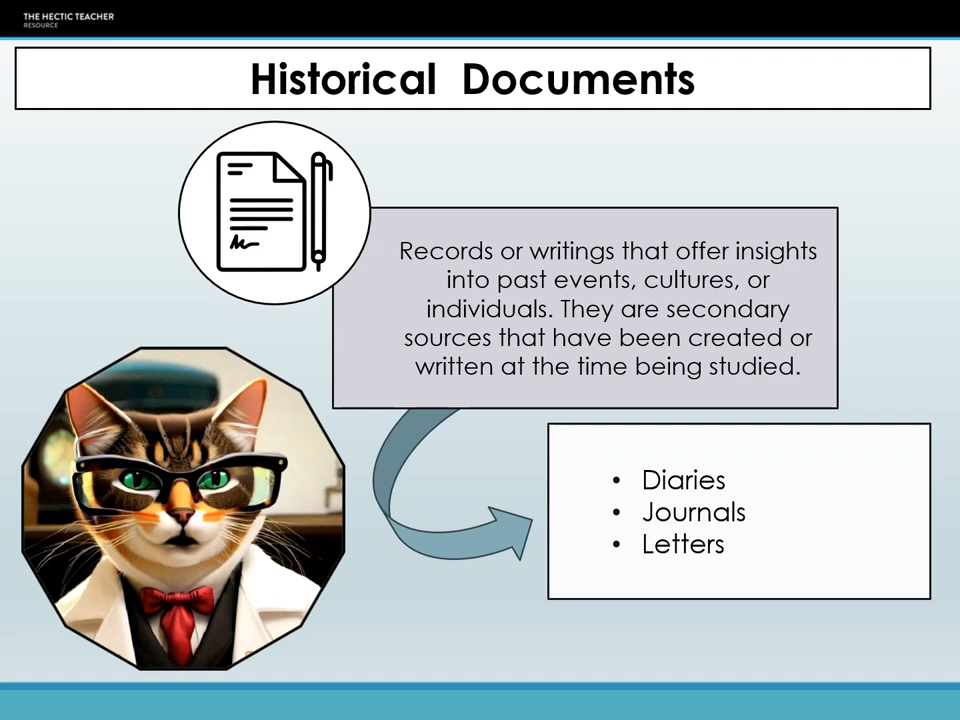 THE HECTIC TEACHER
RESOURCE
Historical Documents
Records or writings that offer insights
into past events, cultures, or
individuals. They are secondary
sources that have been created or
written at the time being studied.
• Diaries
• Journals
• Letters